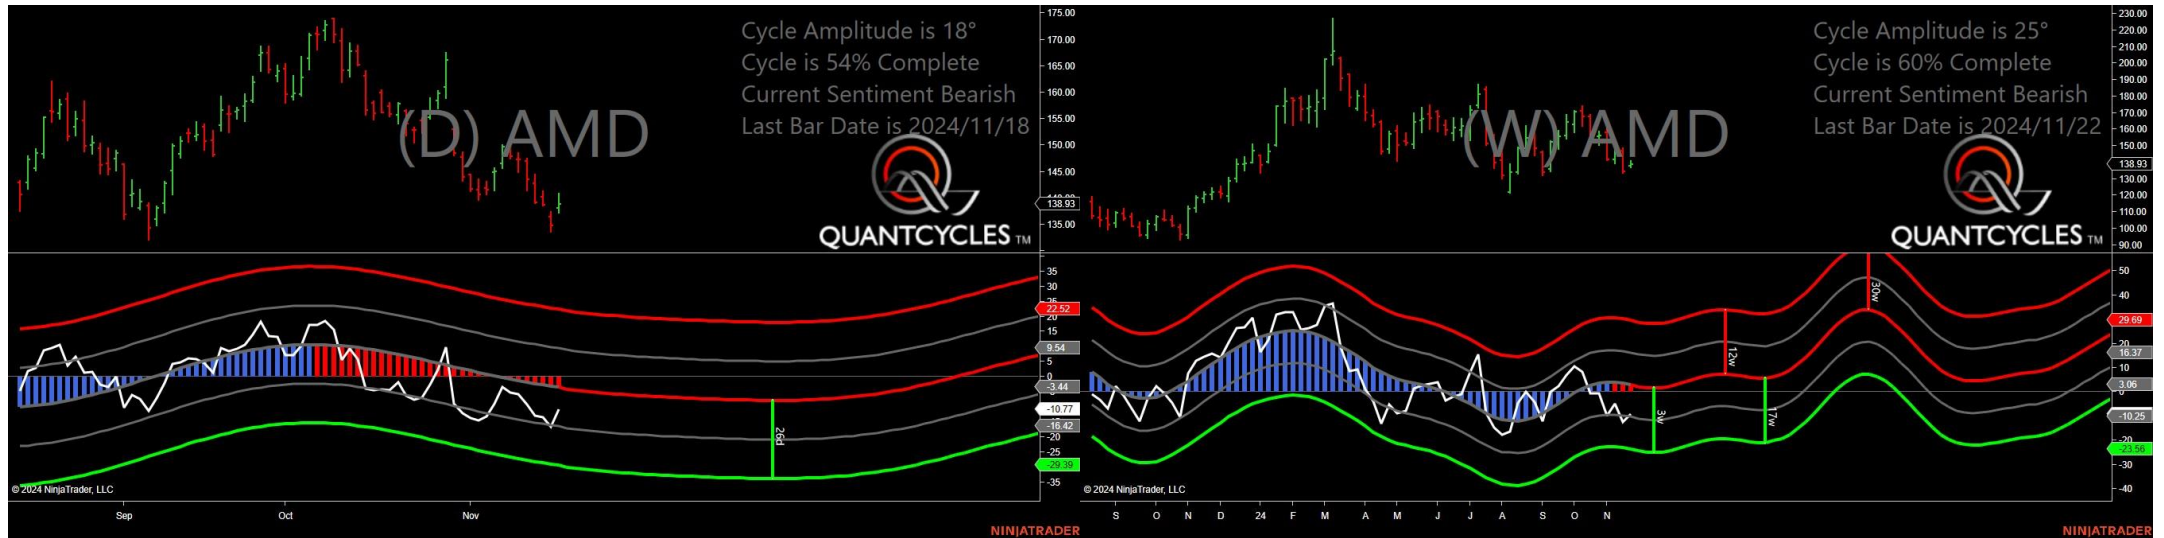 Cycle Amplitude is 18°
Cycle is 54% Complete
Current Sentiment Bearish
Last Bar Date is 2024/11/18
(D) AMD
QUANTCYCLES TM
175.00
170.00
165.00
160.00
155.00
150.00
145.00
138.93
135.00
35
30
22.52
20
15
9.54
5
0
-3.44
-10.77
-16.42
-20
-25
-29.39
-35
26d
© 2024 NinjaTrader, LLC
Sep Oct Nov
NINJATRADER
Cycle Amplitude is 25°
Cycle is 60% Complete
Current Sentiment Bearish
Last Bar Date is 2024/11/22
(W) AMD
QUANTCYCLES TM
230.00
220.00
210.00
200.00
190.00
180.00
170.00
160.00
150.00
138.93
130.00
120.00
110.00
100.00
90.00
50
40
29.69
20
16.37
10
3.06
-10.25
-20
-23.56
-30
-40
30w
12w
3w
17w
© 2024 NinjaTrader, LLC
S O N D 24 F M A M J J A S O N
NINJATRADER